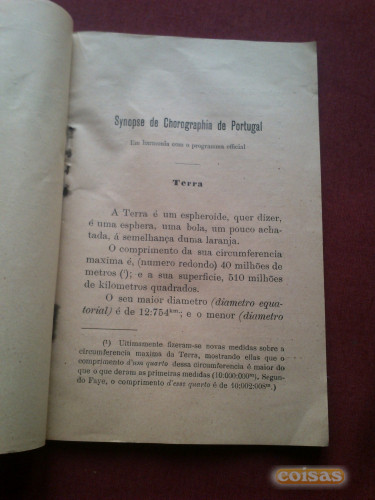 Synopse de Chorographia de Portugal
Em harmonia com o programma official
Terra
A Terra é um espheroide, quer dizer,
é uma esphera, uma bola, um pouco acha-
tada, á semelhança duma laranja.
O comprimento da sua circumferencia
maxima é, (numero redondo) 40 milhões de
metros (¹); e a sua superficie, 510 milhões
de kilometros quadrados.
O seu maior diametro (diametro equa-
torial) é de 12:754km; e o menor (diametro
(¹) Ultimamente fizeram-se novas medidas sobre a
circumferencia maxima da Terra, mostrando ellas que o
comprimento d'um quarto dessa circumferencia é maior do
que o que deram as primeiras medidas (10:000:000m), Segun-
do Faye, o comprimento d'esse quarto é de 10:002:008m.)
coisas